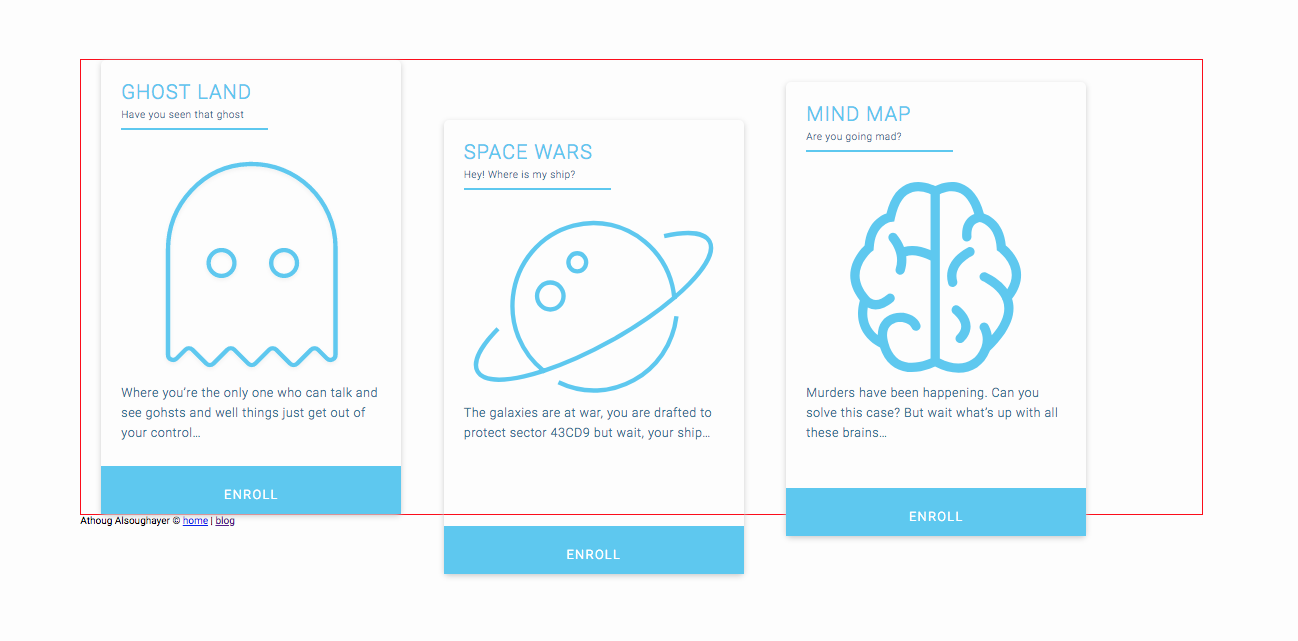 GHOST LAND
Have you seen that ghost
Where you're the only one who can talk and
see gohsts and well things just get out of
your control...
ENROLL
SPACE WARS
Hey! Where is my ship?
The galaxies are at war, you are drafted to
protect sector 43CD9 but wait, your ship...
ENROLL
MIND MAP
Are you going mad?
Murders have been happening. Can you
solve this case? But wait what's up with all
these brains...
ENROLL
Athoug Alsoughayer © home | blog